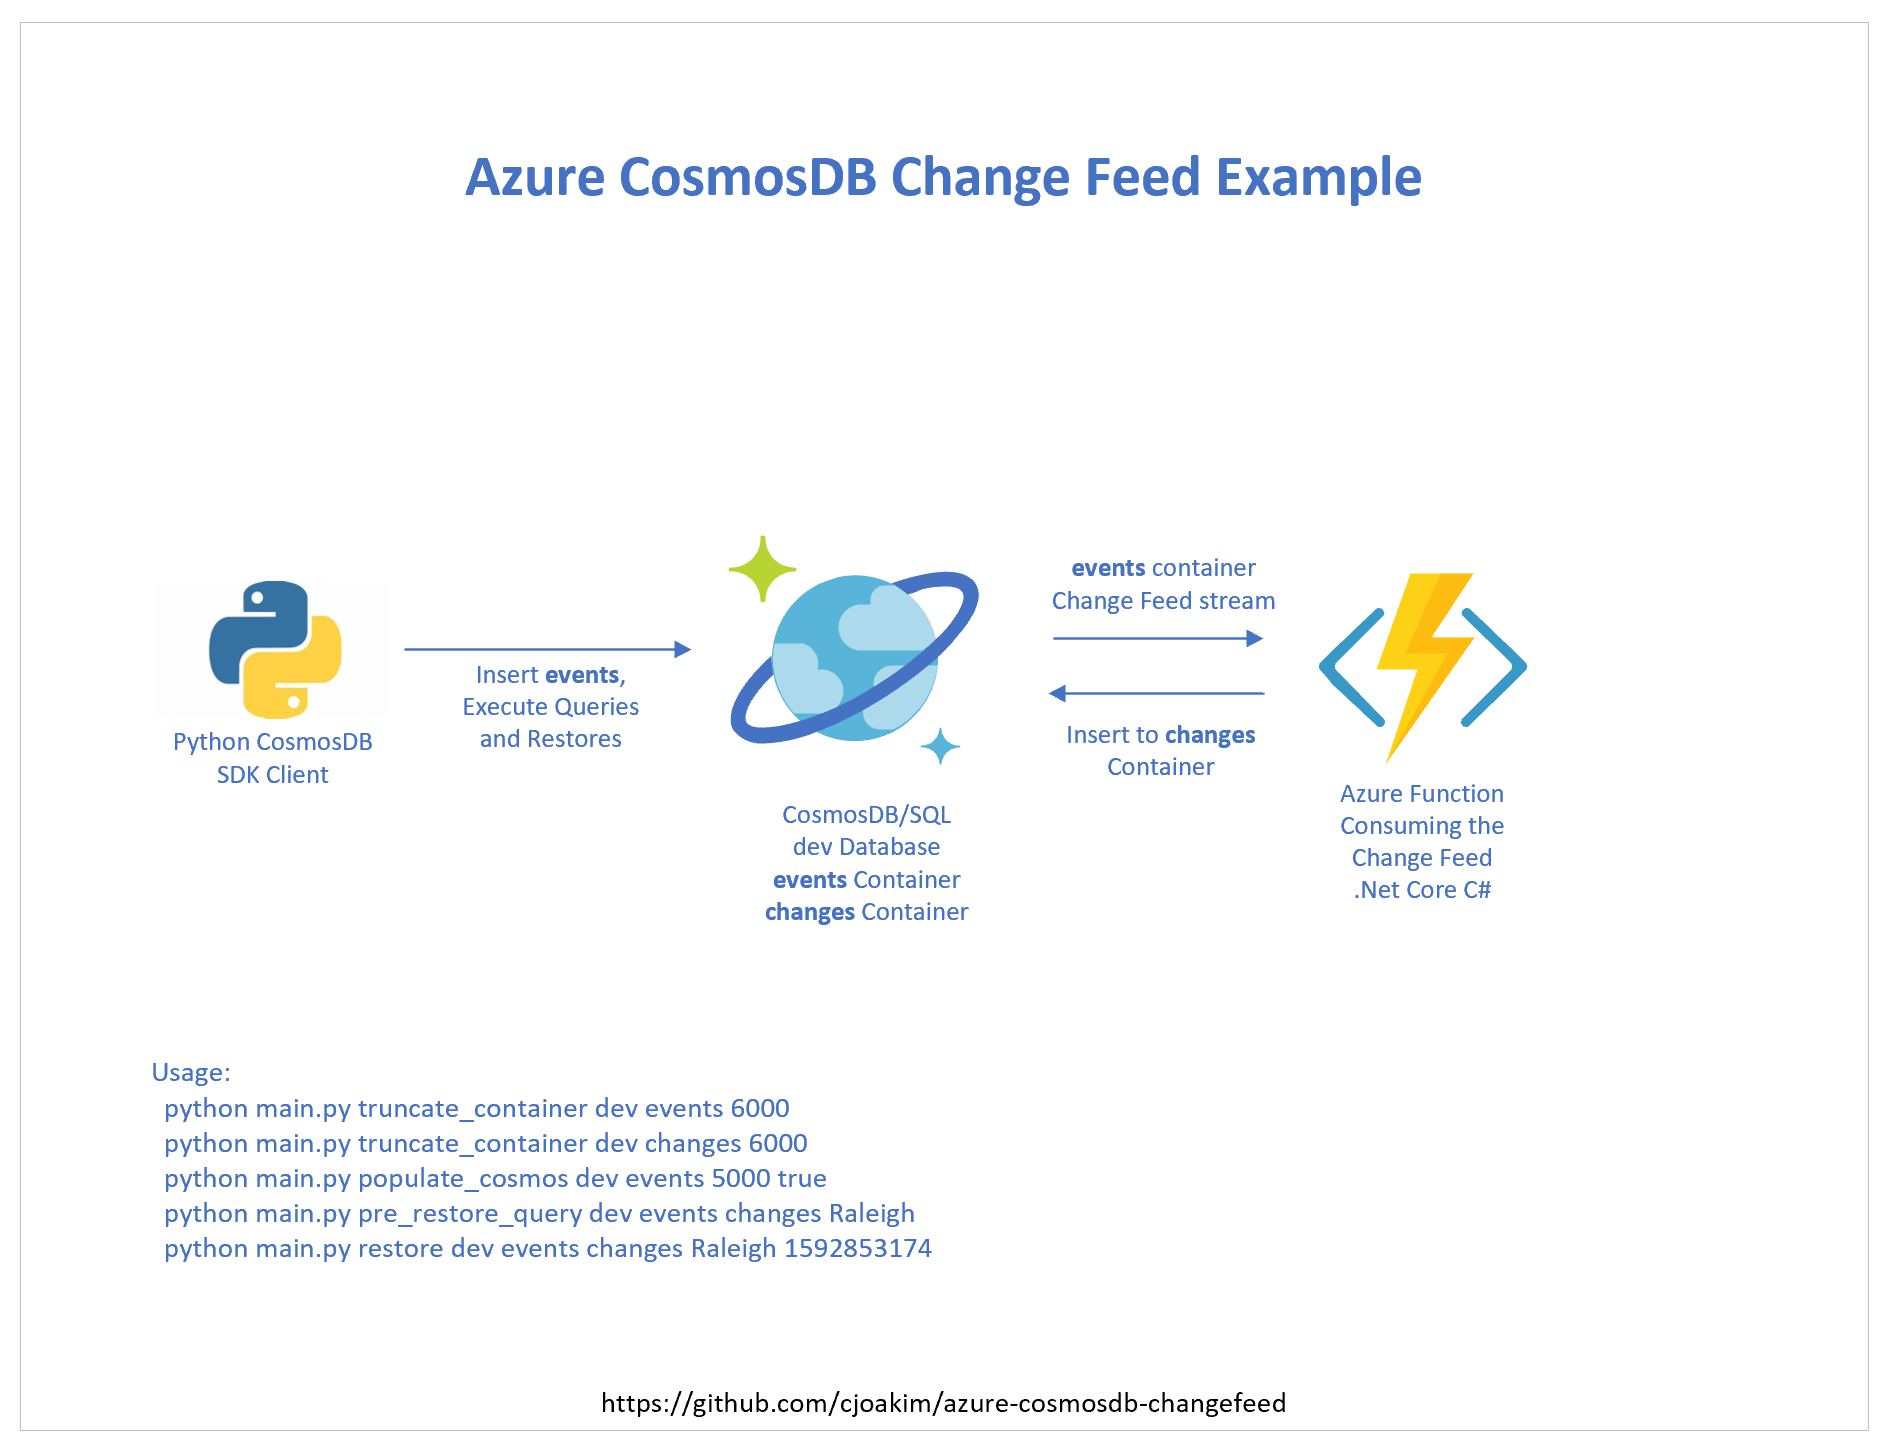 Azure CosmosDB Change Feed Example
Python CosmosDB
SDK Client
Insert events,
Execute Queries
and Restores
CosmosDB/SQL
dev Database
events Container
changes Container
events container
Change Feed stream
Insert to changes
Container
Azure Function
Consuming the
Change Feed
.Net Core C#
Usage:
python main.py truncate_container dev events 6000
python main.py truncate_container dev changes 6000
python main.py populate_cosmos dev events 5000 true
python main.py pre_restore_query dev events changes Raleigh
python main.py restore dev events changes Raleigh 1592853174
https://github.com/cjoakim/azure-cosmosdb-changefeed